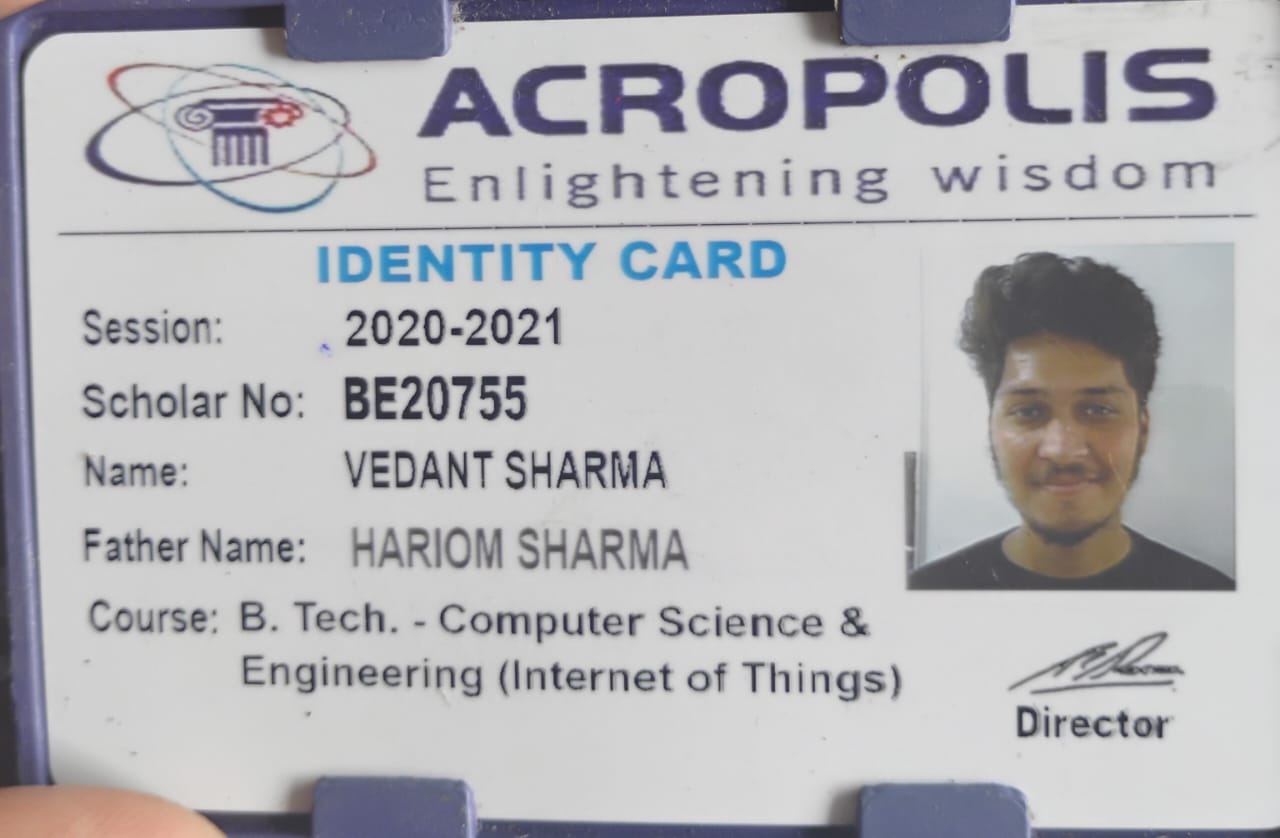 ACROPOLIS
Enlightening wisdom
IDENTITY CARD
Session: 2020-2021
Scholar No: BE20755
Name: VEDANT SHARMA
Father Name: HARIOM SHARMA
Course: B. Tech. - Computer Science &
Engineering (Internet of Things)
Director